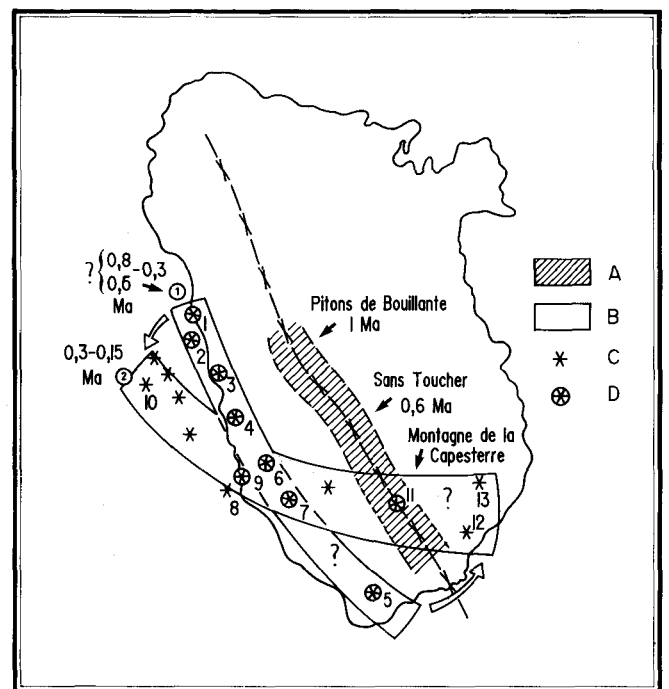 ? { 0,8
0,6 -0,3
Ma
1
Pitons de Bouillante
1 Ma
A
B
C
D
0,3-0,15
Ma
2
1
2
3
4
10
Sans Toucher
0,6 Ma
Montagne de la
Capesterre
6
9
7
8
11
?
13
12
?
5